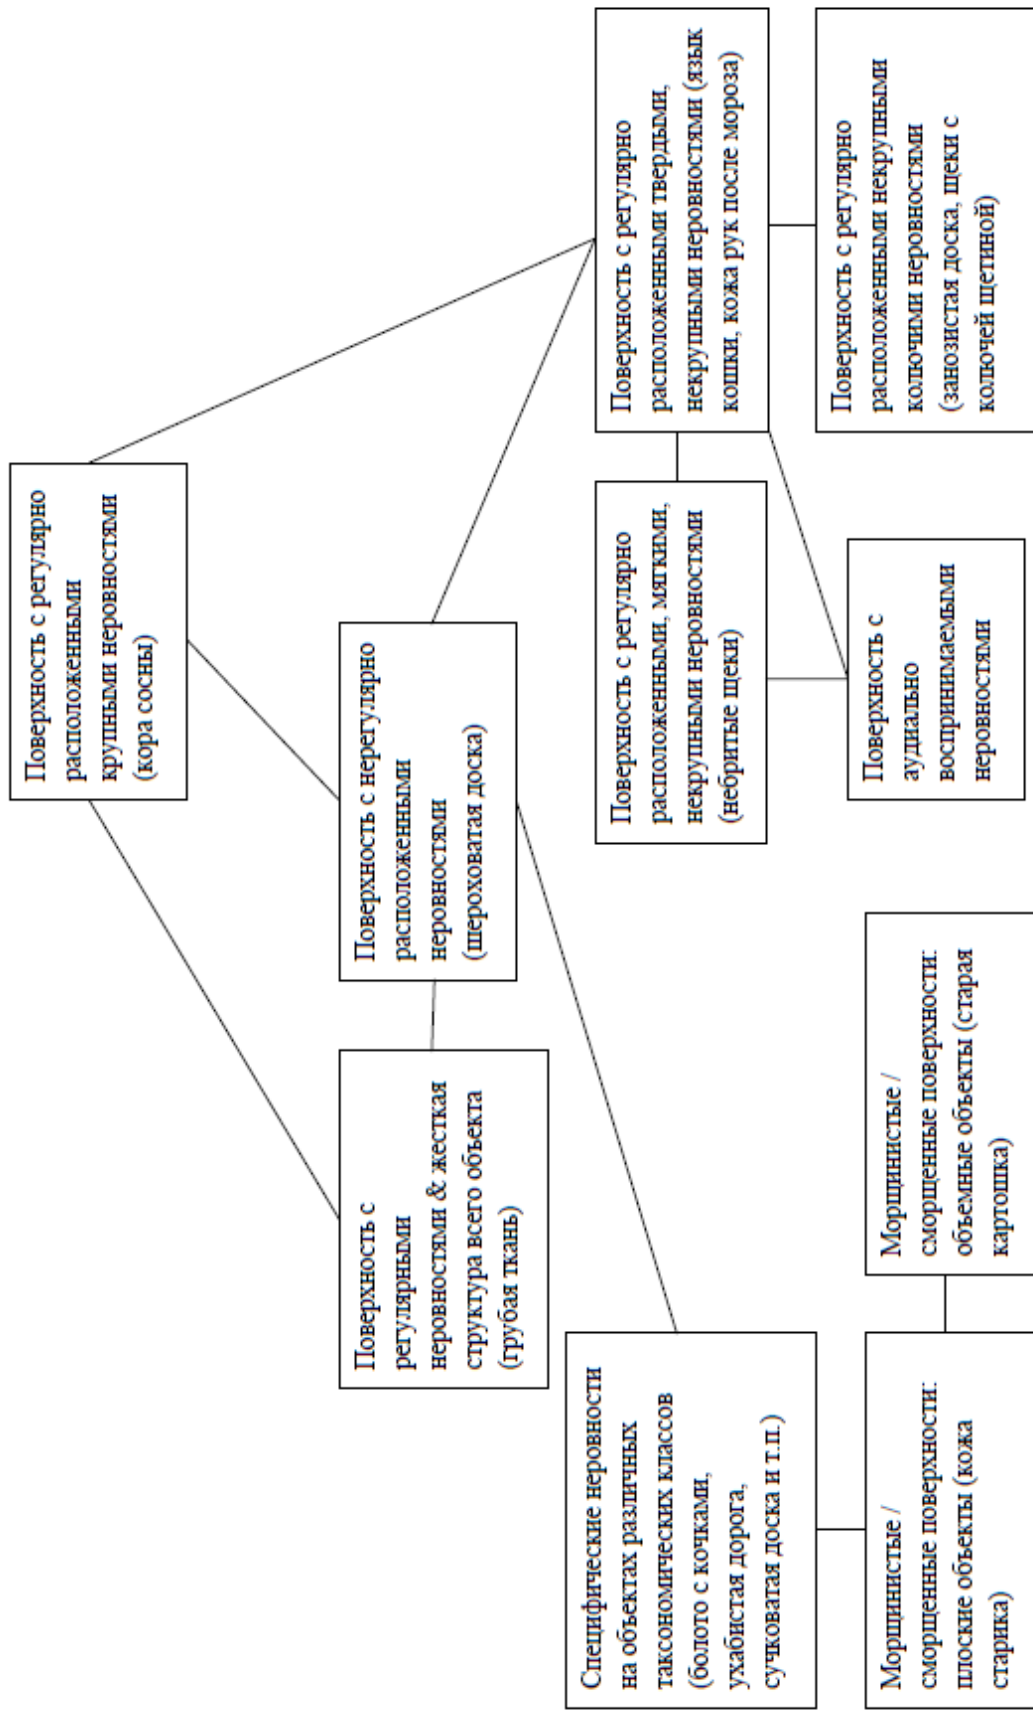 Поверхность с регулярно
расположенными
крупными неровностями
(кора сосны)
Поверхность с
регулярными
неровностями & жесткая
структура всего объекта
(грубая ткань)
Поверхность с нерегулярно
расположенными
неровностями
(шероховатая доска)
Специфические неровности
на объектах различных
таксономических классов
(болото с кочками,
ухабистая дорога,
сучковатая доска и т.п.)
Поверхность с регулярно
расположенными, мягкими,
некрупными неровностями
(небритые щеки)
Поверхность с регулярно
расположенными твердыми,
некрупными неровностями (язык
кошки, кожа рук после мороза)
Морщинистые /
сморщенные поверхности:
плоские объекты (кожа
старика)
Морщинистые /
сморщенные поверхности:
объемные объекты (старая
картошка)
Поверхность с
аудиально
воспринимаемыми
неровностями
Поверхность с регулярно
расположенными некрупными
колючими неровностями
(занозистая доска, щеки с
колючей щетиной)